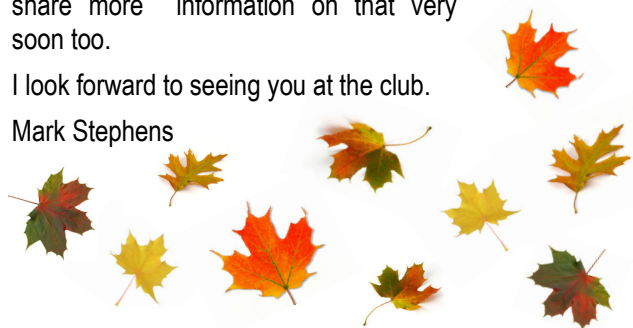 share more information on that very
soon too.
I look forward to seeing you at the club.
Mark Stephens